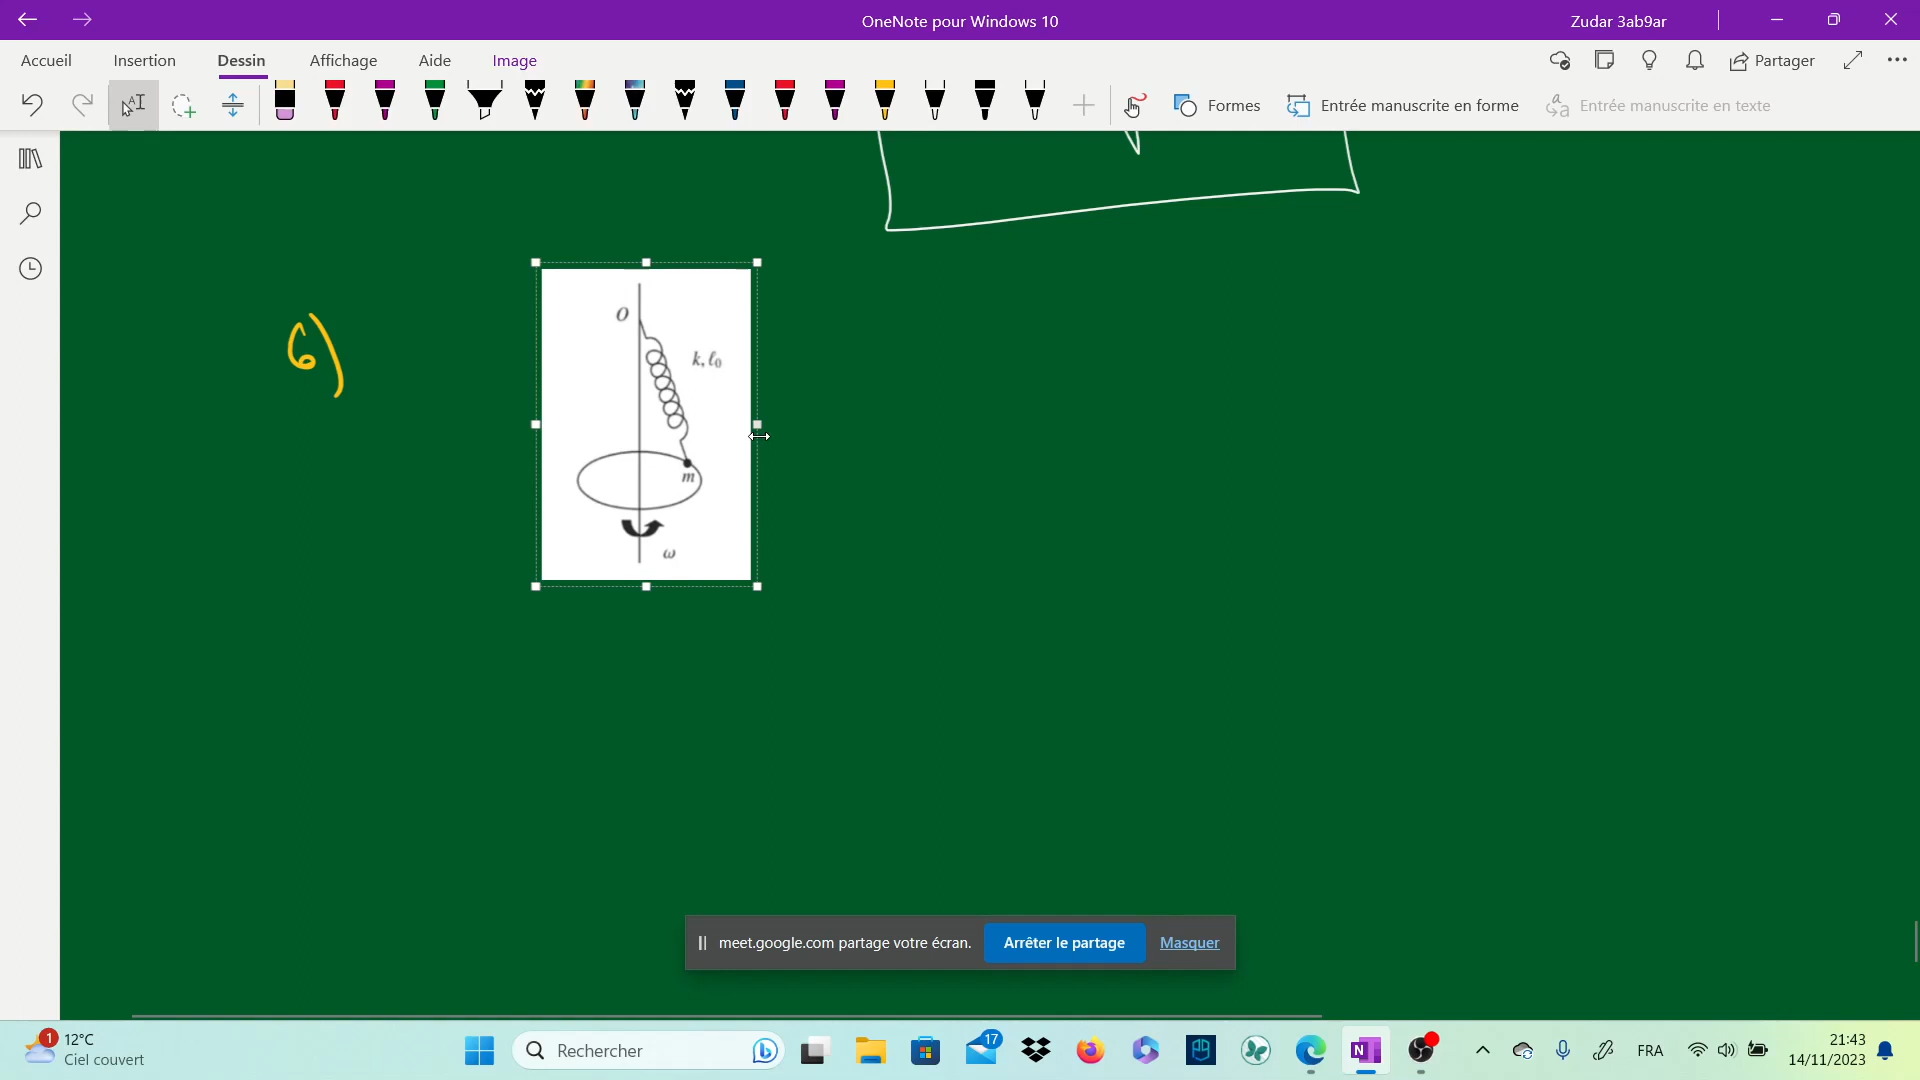 OneNote pour Windows 10
Zudar 3ab9ar
Accueil
Insertion
Dessin
Affichage
Aide
Image
Partager
Formes
Entrée manuscrite en forme
Entrée manuscrite en texte
6)
O
k, ℓ0
m
ω
meet.google.com partage votre écran.
Arrêter le partage
Masquer
1
12°C
Ciel couvert
Rechercher
17
FRA
21:43
14/11/2023